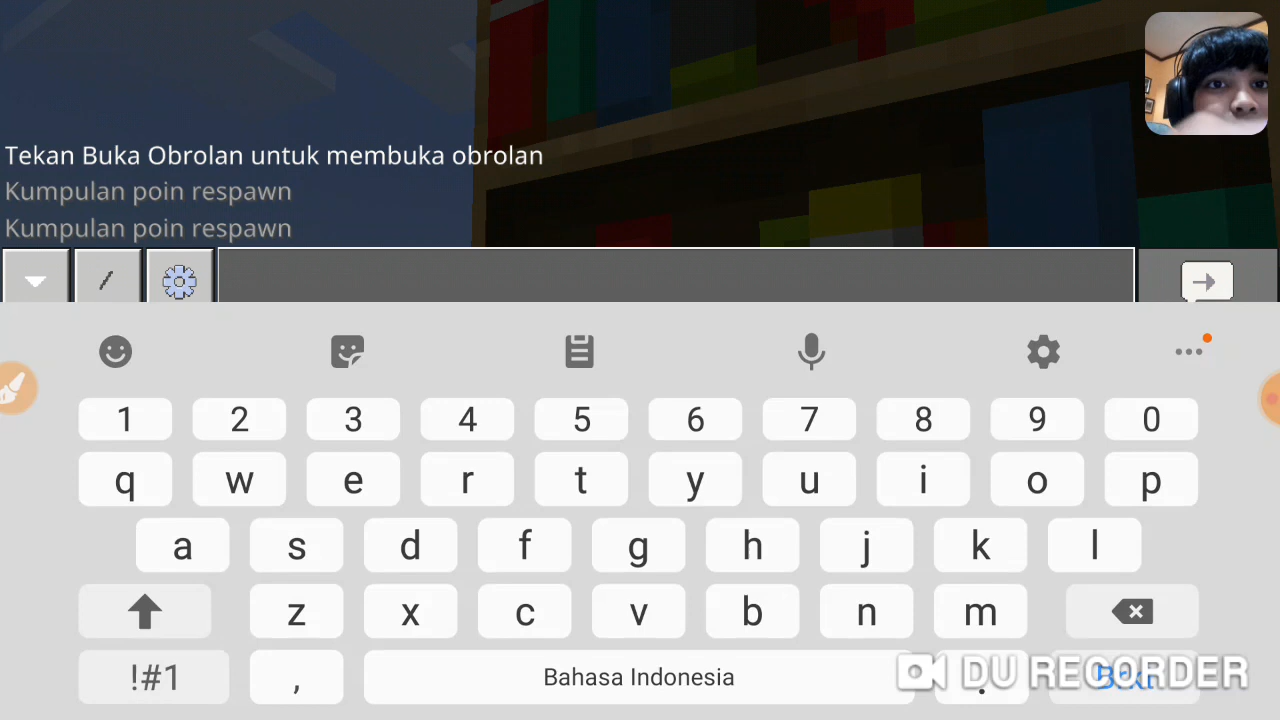 Tekan Buka Obrolan untuk membuka obrolan
Kumpulan poin respawn
Kumpulan poin respawn
/
1 2 3 4 5 6 7 8 9 0
q w e r t y u i o p
a s d f g h j k l
z x c v b n m
!#1 , Bahasa Indonesia .
DU RECORDER